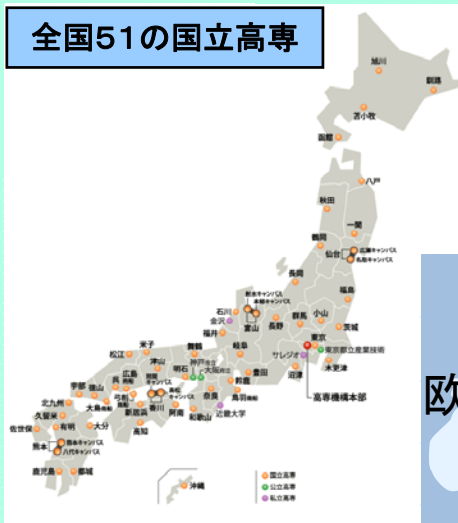 全国51の国立高専
旭川
釧路
苫小牧
函館
八戸
秋田
一関
鶴岡
広瀬キャンパス
仙台
名取キャンパス
長岡
福島
射水キャンパス
本郷キャンパス
石川
金沢
富山
長野
群馬
小山
茨城
福井
東京
東京都立産業技術
サレジオ
木更津
岐阜
沼津
豊田
高専機構本部
鈴鹿
鳥羽商船
舞鶴
米子
松江
津山
神戸市立
明石
大阪府立
奈良
和歌山
近畿大学
詫間キャンパス
高松キャンパス
香川
阿南
高知
新居浜
弓削商船
広島商船
呉
大島商船
徳山
宇部
北九州
久留米
有明
大分
佐世保
熊本
熊本キャンパス
八代キャンパス
鹿児島
都城
沖縄
国立高専
公立高専
私立高専
欧